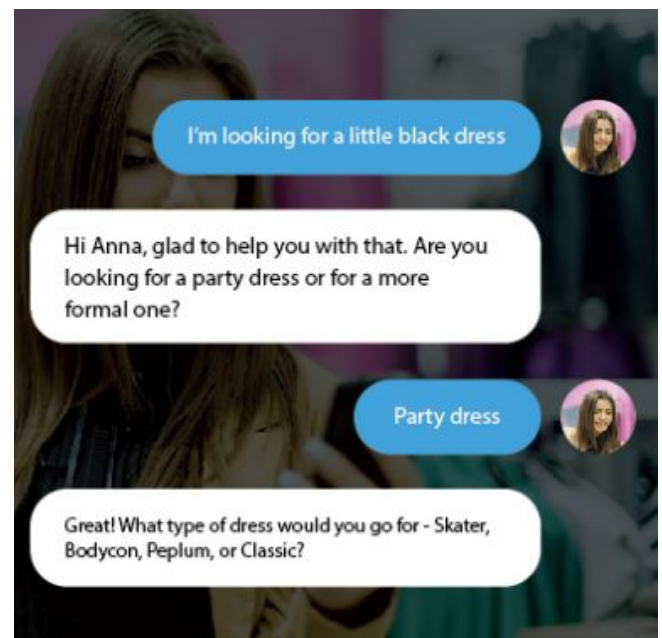 I'm looking for a little black dress
Hi Anna, glad to help you with that. Are you
looking for a party dress or for a more
formal one?
Party dress
Great! What type of dress would you go for - Skater,
Bodycon, Peplum, or Classic?